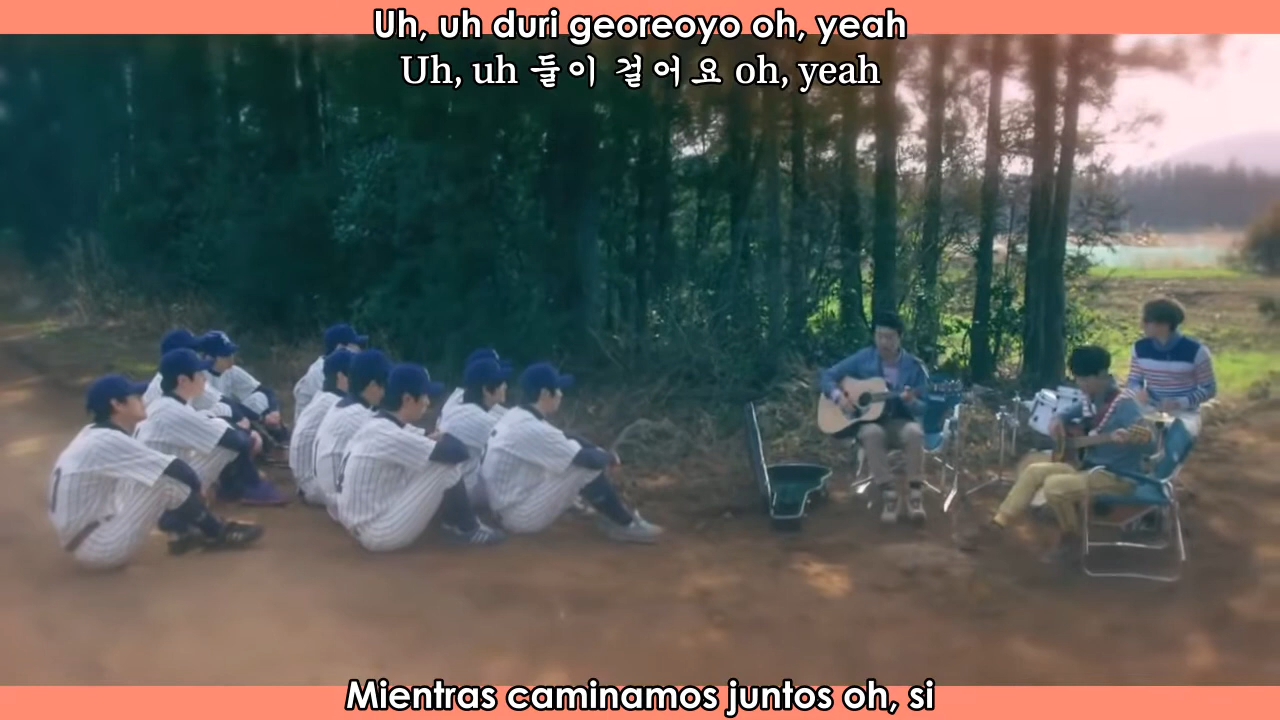 Uh, uh duri georeoyo oh, yeah
Uh, uh 둘이 걸어요 oh, yeah
Mientras caminamos juntos oh, si